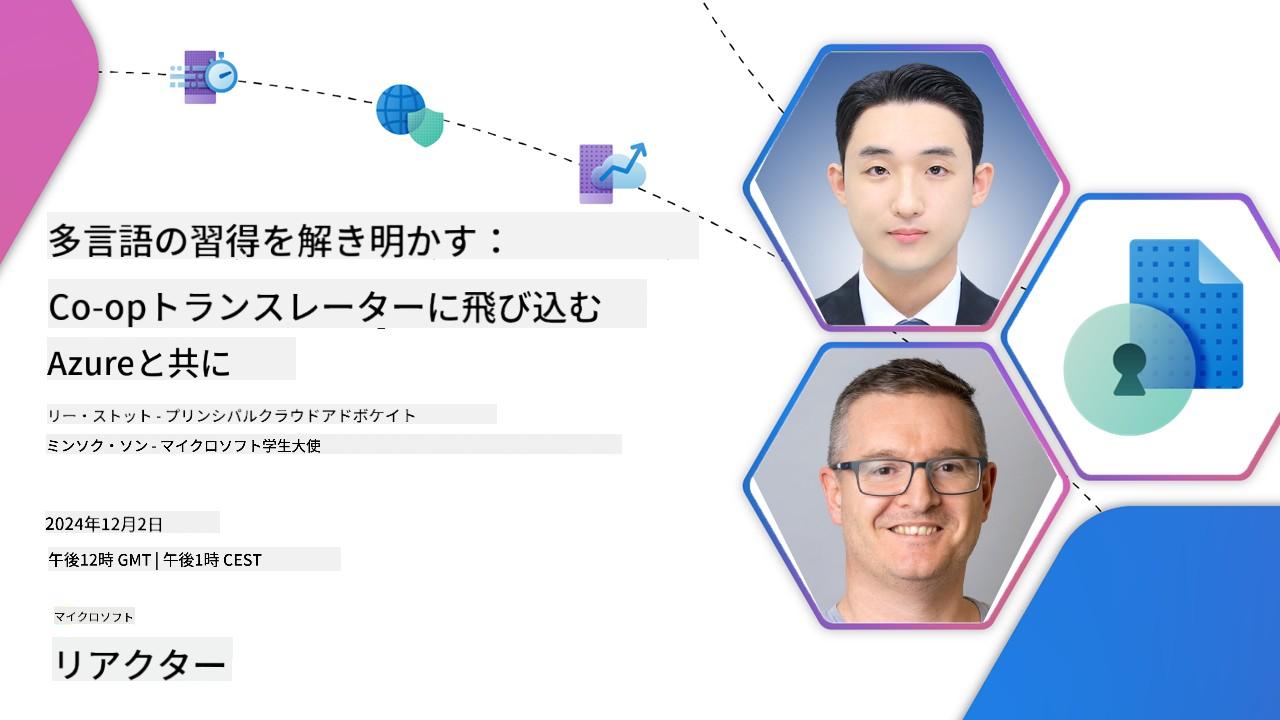 多言語の習得を解き明かす：
Co-opトランスレーターに飛び込む
Azureと共に
リー・ストット - プリンシパルクラウドアドボケイト
ミンソク・ソン - マイクロソフト学生大使
2024年12月2日
午後12時 GMT | 午後1時 CEST
マイクロソフト
リアクター